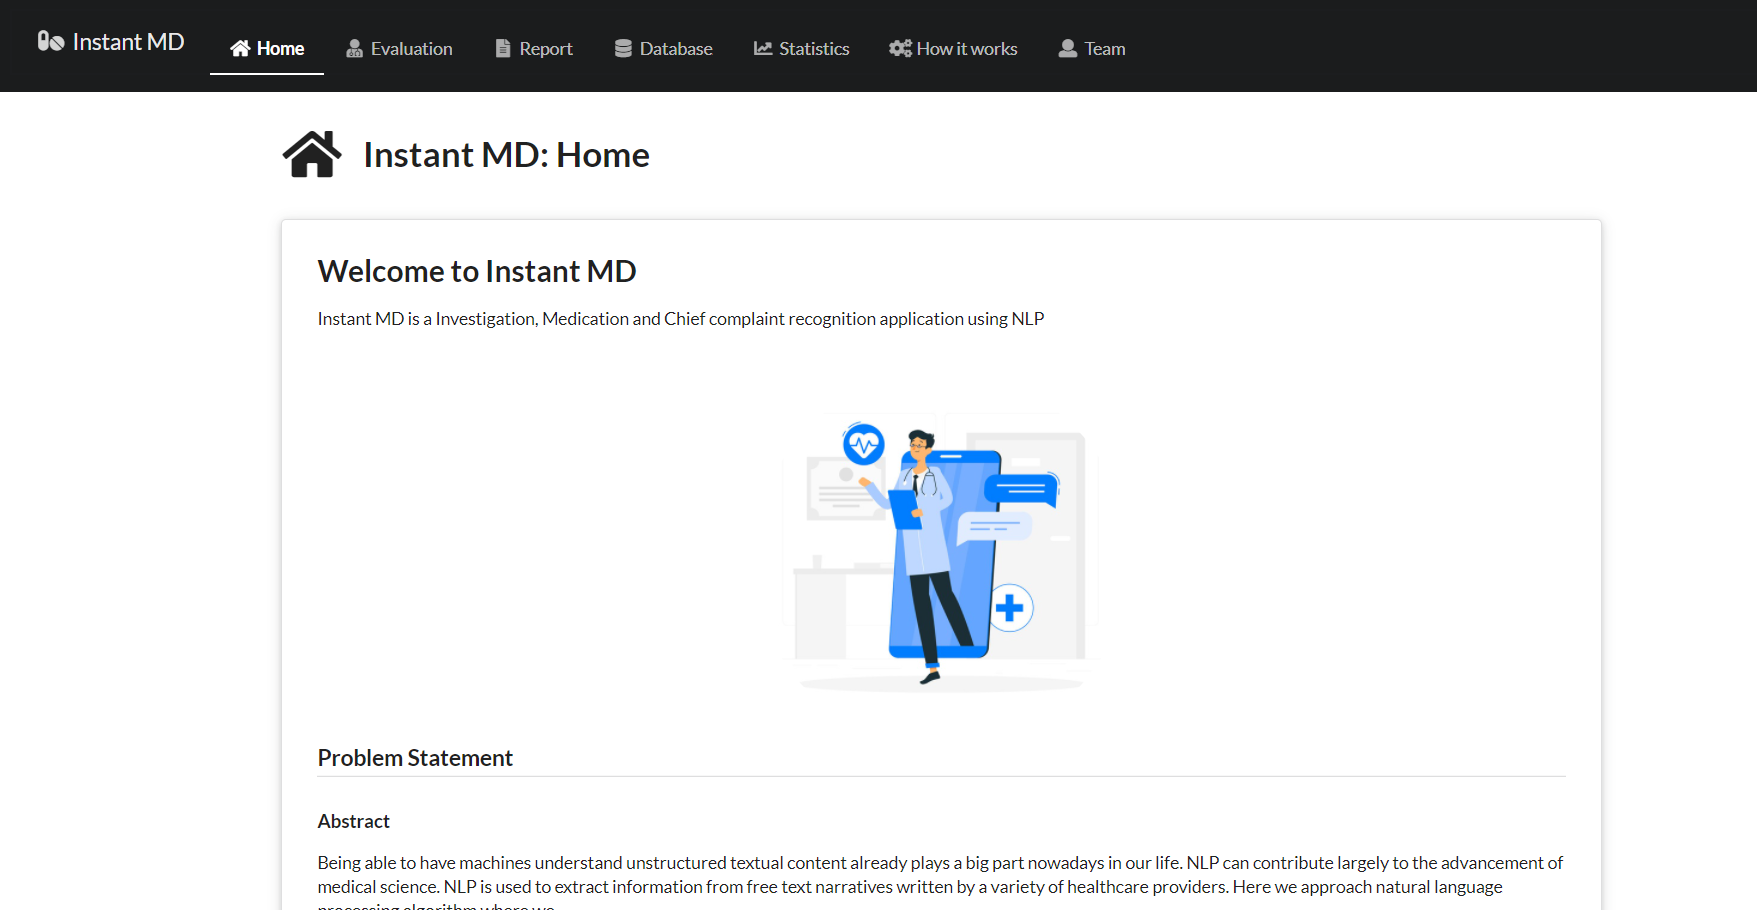 Instant MD
Home
Evaluation
Report
Database
Statistics
How it works
Team
Instant MD: Home
Welcome to Instant MD
Instant MD is a Investigation, Medication and Chief complaint recognition application using NLP
Problem Statement
Abstract
Being able to have machines understand unstructured textual content already plays a big part nowadays in our life. NLP can contribute largely to the advancement of
medical science. NLP is used to extract information from free text narratives written by a variety of healthcare providers. Here we approach natural language
processing algorithm where we